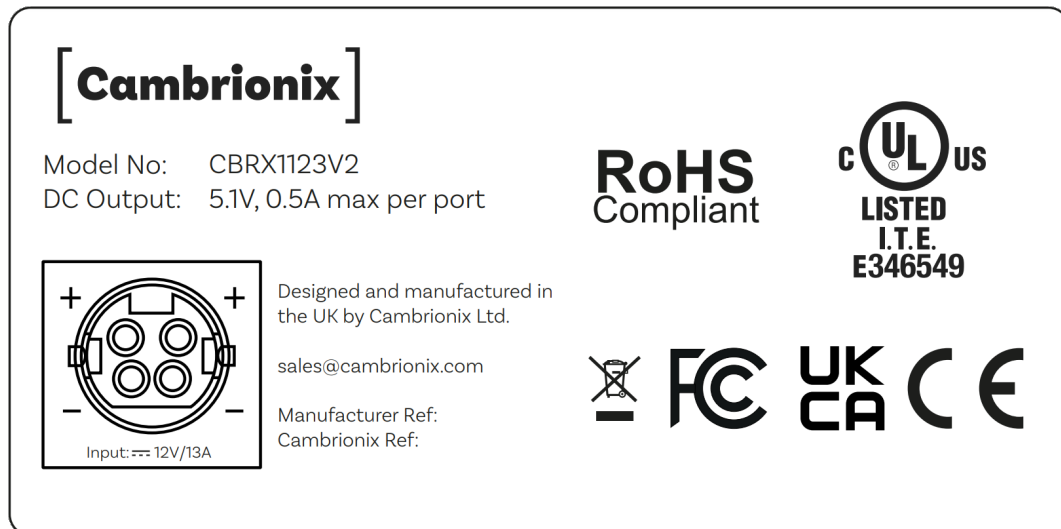 [Cambrionix]
Model No: CBRX1123V2
DC Output: 5.1V, 0.5A max per port
+ +
- -
Input: ⎓ 12V/13A
Designed and manufactured in
the UK by Cambrionix Ltd.
sales@cambrionix.com
Manufacturer Ref:
Cambrionix Ref:
RoHS
Compliant
C UL US
®
LISTED
I.T.E.
E346549
FC
UK
CA
CE